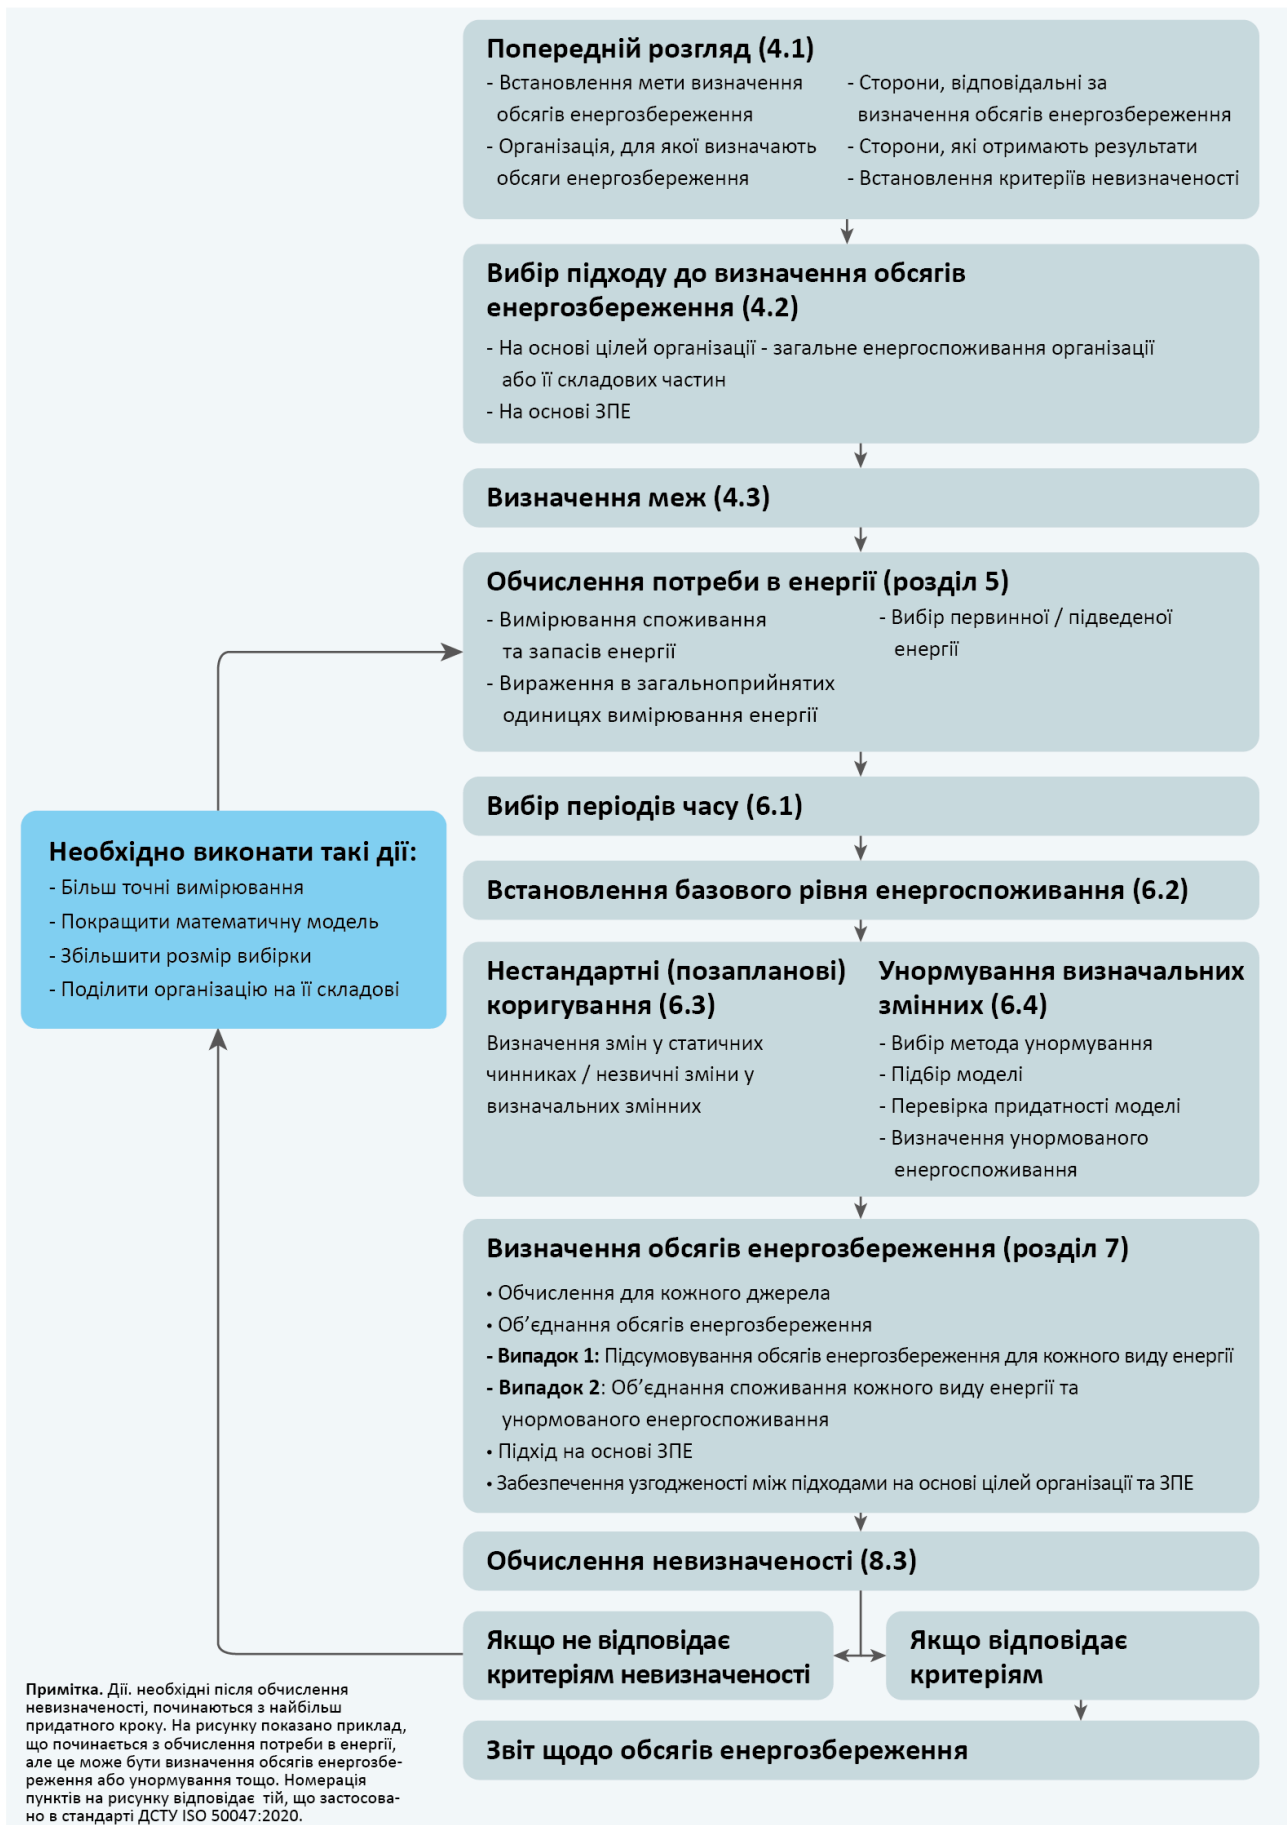 Попередній розгляд (4.1)
- Встановлення мети визначення
обсягів енергозбереження
- Організація, для якої визначають
обсяги енергозбереження
- Сторони, відповідальні за
визначення обсягів енергозбереження
- Сторони, які отримають результати
- Встановлення критеріїв невизначеності
Вибір підходу до визначення обсягів
енергозбереження (4.2)
- На основі цілей організації - загальне енергоспоживання організації
або її складових частин
- На основі ЗПЕ
Визначення меж (4.3)
Обчислення потреби в енергії (розділ 5)
- Вимірювання споживання
та запасів енергії
- Вираження в загальноприйнятих
одиницях вимірювання енергії
- Вибір первинної / підведеної
енергії
Вибір періодів часу (6.1)
Встановлення базового рівня енергоспоживання (6.2)
Нестандартні (позапланові)
коригування (6.3)
Визначення змін у статичних
чинниках / незвичні зміни у
визначальних змінних
Унормування визначальних
змінних (6.4)
- Вибір метода унормування
- Підбір моделі
- Перевірка придатності моделі
- Визначення унормованого
енергоспоживання
Визначення обсягів енергозбереження (розділ 7)
• Обчислення для кожного джерела
• Об’єднання обсягів енергозбереження
- Випадок 1: Підсумовування обсягів енергозбереження для кожного виду енергії
- Випадок 2: Об’єднання споживання кожного виду енергії та
унормованого енергоспоживання
• Підхід на основі ЗПЕ
• Забезпечення узгодженості між підходами на основі цілей організації та ЗПЕ
Обчислення невизначеності (8.3)
Якщо не відповідає
критеріям невизначеності
Якщо відповідає
критеріям
Звіт щодо обсягів енергозбереження
Необхідно виконати такі дії:
- Більш точні вимірювання
- Покращити математичну модель
- Збільшити розмір вибірки
- Поділити організацію на її складові
Примітка. Дії. необхідні після обчислення
невизначеності, починаються з найбільш
придатного кроку. На рисунку показано приклад,
що починається з обчислення потреби в енергії,
але це може бути визначення обсягів енергозбе-
реження або унормування тощо. Номерація
пунктів на рисунку відповідає тій, що застосова-
но в стандарті ДСТУ ISO 50047:2020.